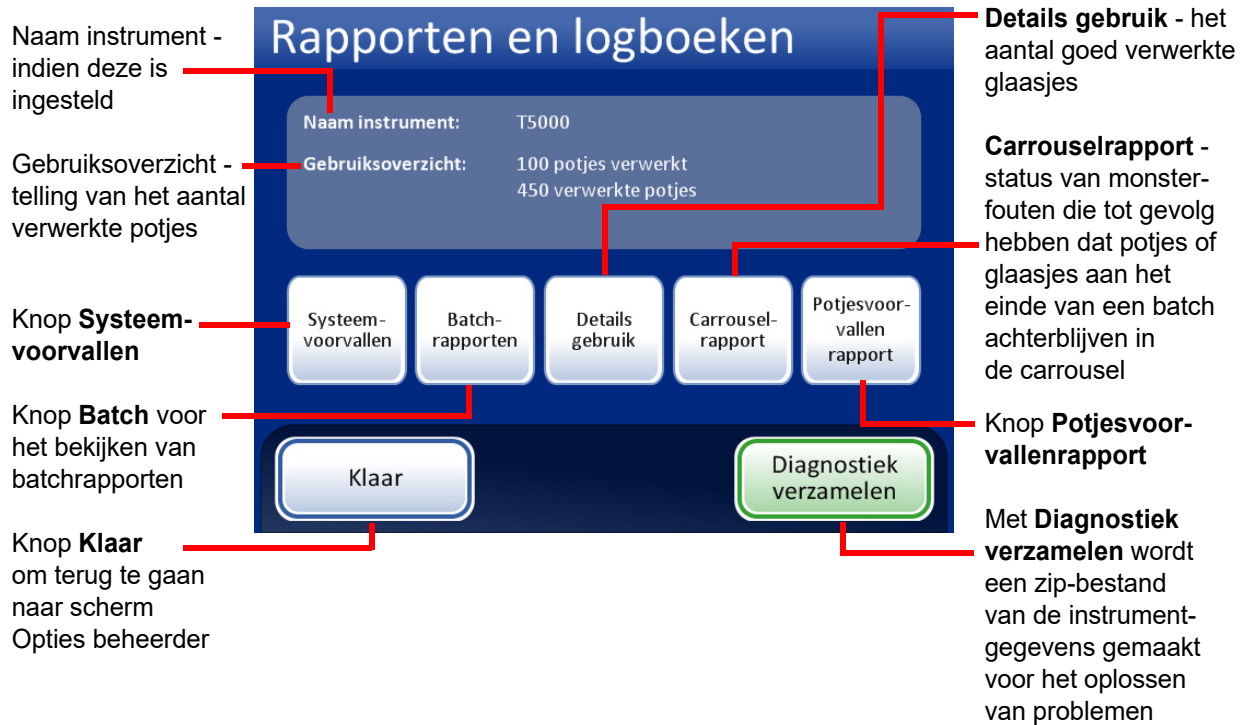 Naam instrument -
indien deze is
ingesteld
Gebruiksoverzicht -
telling van het aantal
verwerkte potjes
Knop Systeem-
voorvallen
Knop Batch voor
het bekijken van
batchrapporten
Knop Klaar
om terug te gaan
naar scherm
Opties beheerder
Rapporten en logboeken
Naam instrument: T5000
Gebruiksoverzicht: 100 potjes verwerkt
450 verwerkte potjes
Systeem-
voorvallen
Batch-
rapporten
Details
gebruik
Carrousel-
rapport
Potjesvoor-
vallen
rapport
Klaar
Diagnostiek
verzamelen
Details gebruik - het
aantal goed verwerkte
glaasjes
Carrouselrapport -
status van monster-
fouten die tot gevolg
hebben dat potjes of
glaasjes aan het
einde van een batch
achterblijven in
de carrousel
Knop Potjesvoor-
vallenrapport
Met Diagnostiek
verzamelen wordt
een zip-bestand
van de instrument-
gegevens gemaakt
voor het oplossen
van problemen